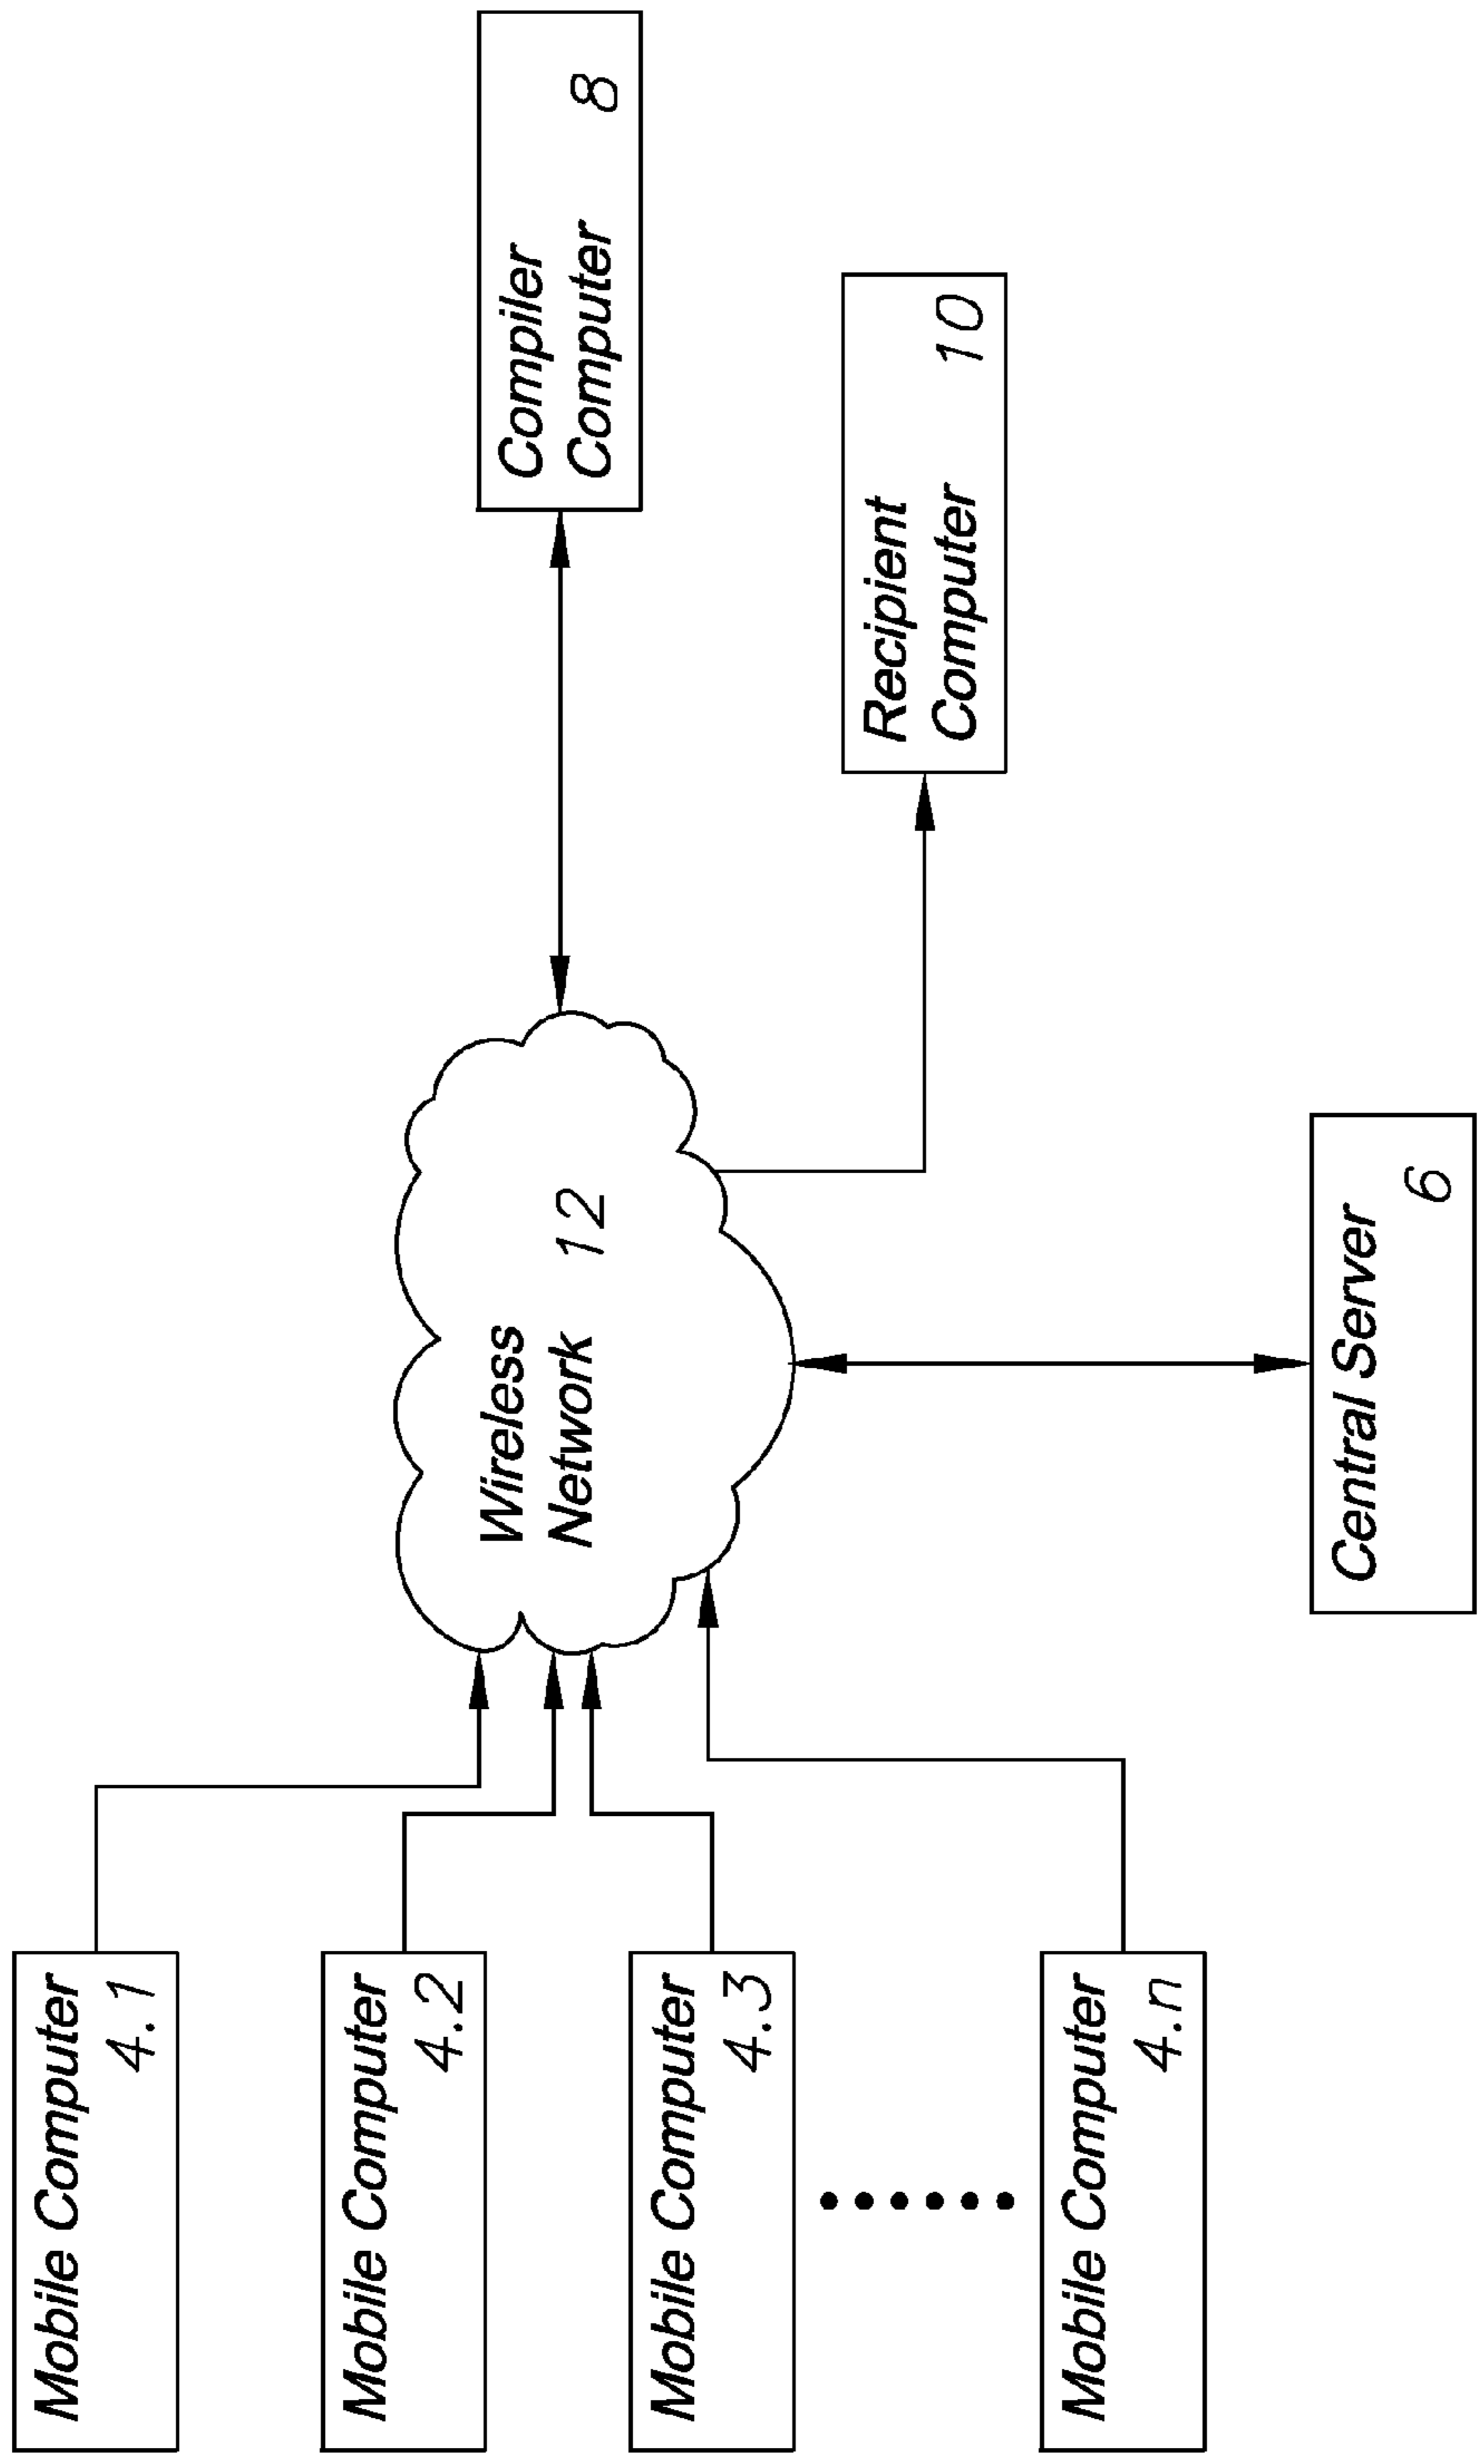 Mobile Computer
4.1
Mobile Computer
4.2
Mobile Computer
4.3
Mobile Computer
4.n
Wireless
Network 12
Central Server
6
Compiler
Computer 8
Recipient
Computer 10